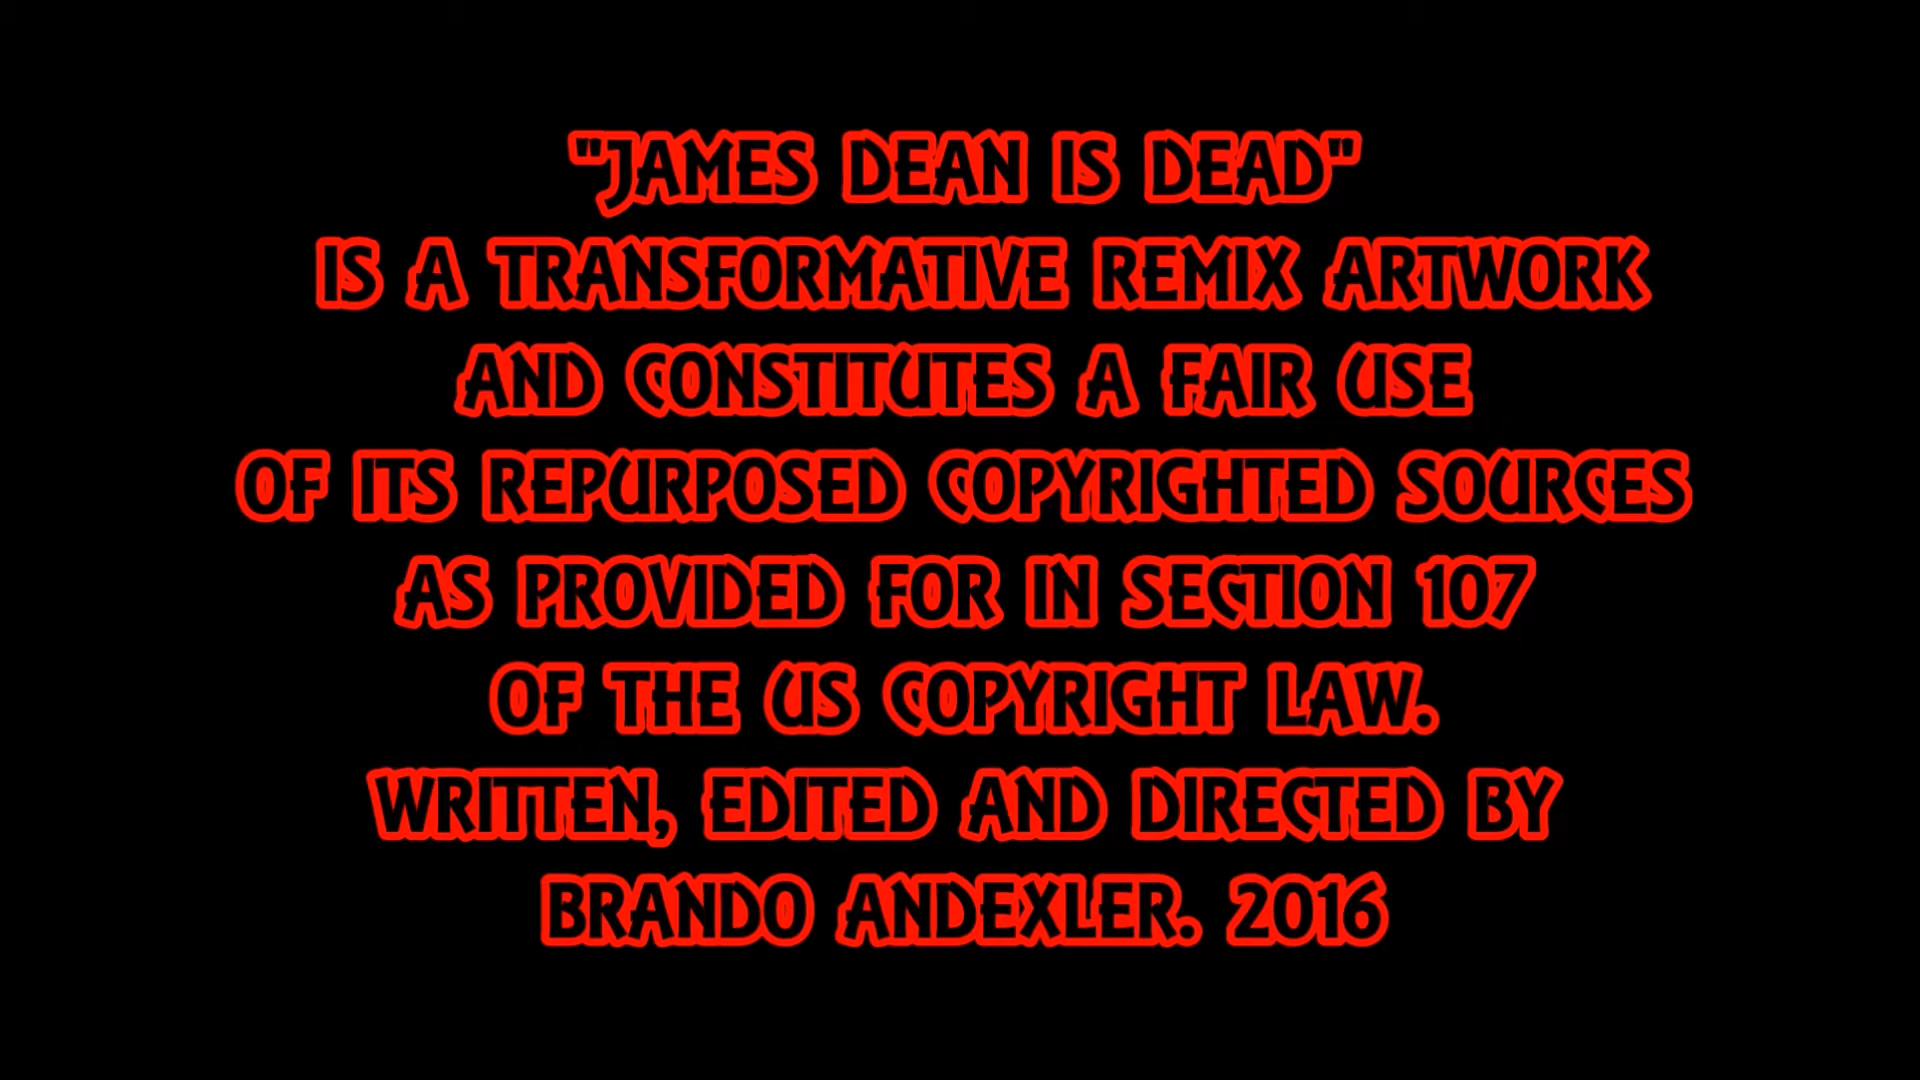 "JAMES DEAN IS DEAD"
IS A TRANSFORMATIVE REMIX ARTWORK
AND CONSTITUTES A FAIR USE
OF ITS REPURPOSED COPYRIGHTED SOURCES
AS PROVIDED FOR IN SECTION 107
OF THE US COPYRIGHT LAW.
WRITTEN, EDITED AND DIRECTED BY
BRANDO ANDEXLER. 2016